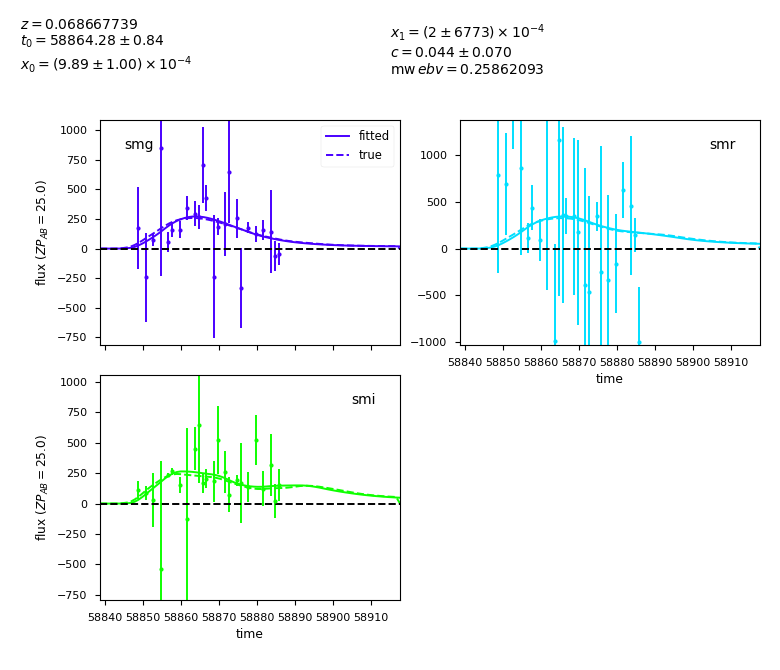 z = 0.068667739
t₀ = 58864.28 ± 0.84
x₀ = (9.89 ± 1.00) × 10⁻⁴
x₁ = (2 ± 6773) × 10⁻⁴
c = 0.044 ± 0.070
mw ebv = 0.25862093
flux (ZP_AB = 25.0)
1000
750
500
250
0
−250
−500
−750
smg
fitted
true
1000
500
0
−500
−1000
smr
58840 58850 58860 58870 58880 58890 58900 58910
time
flux (ZP_AB = 25.0)
1000
750
500
250
0
−250
−500
−750
smi
58840 58850 58860 58870 58880 58890 58900 58910
time